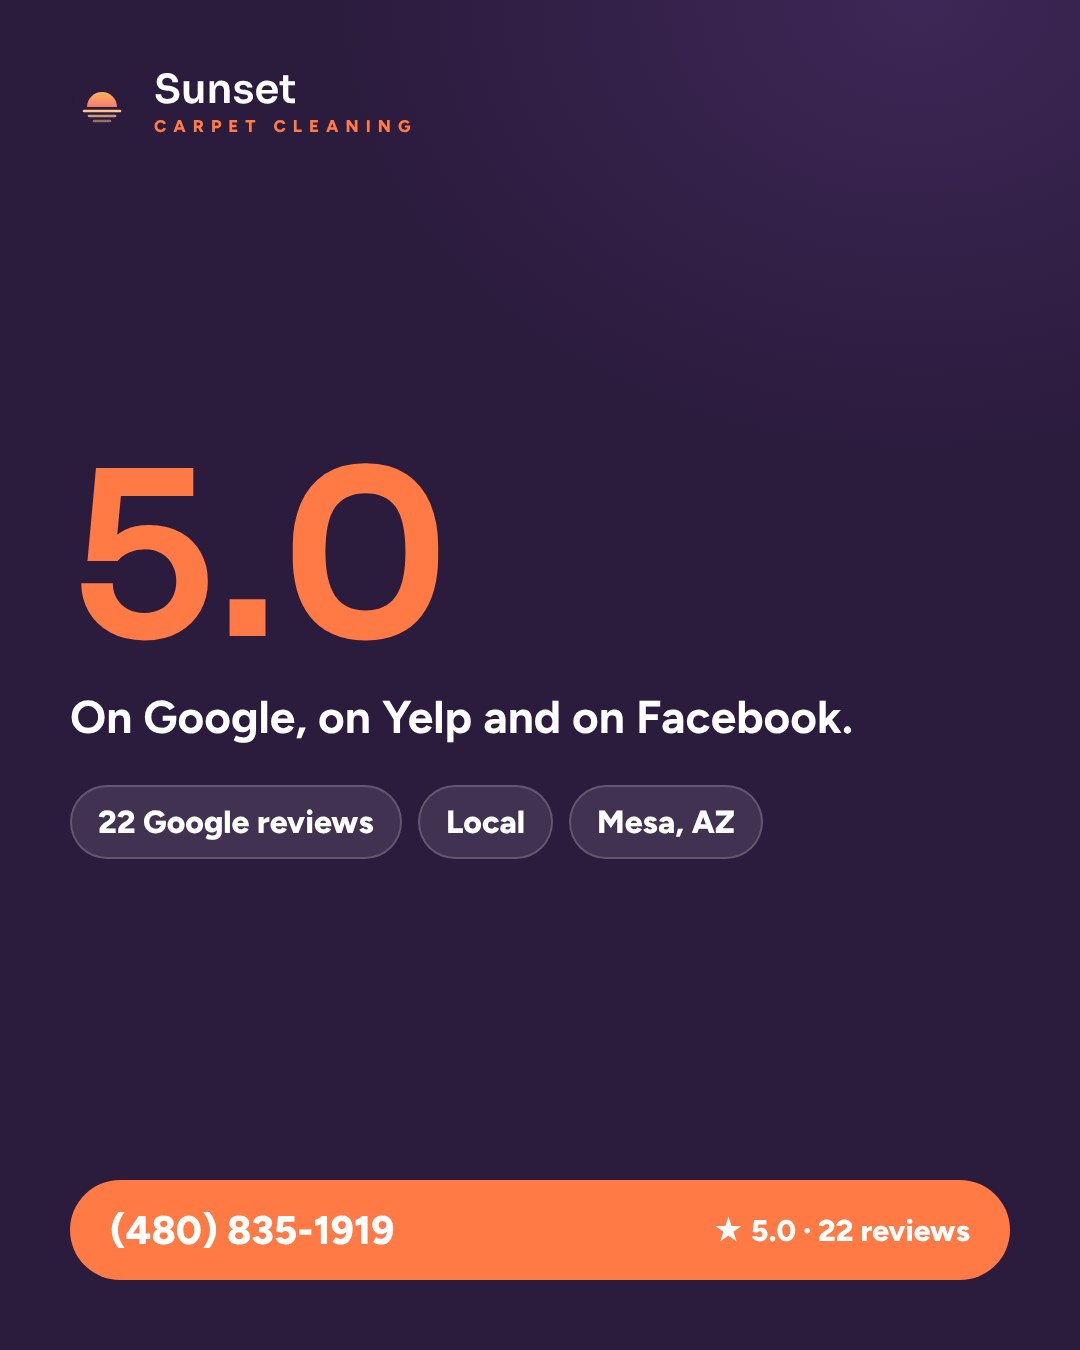 Sunset
CARPET CLEANING
5.0
On Google, on Yelp and on Facebook.
22 Google reviews
Local
Mesa, AZ
(480) 835-1919
★ 5.0 · 22 reviews